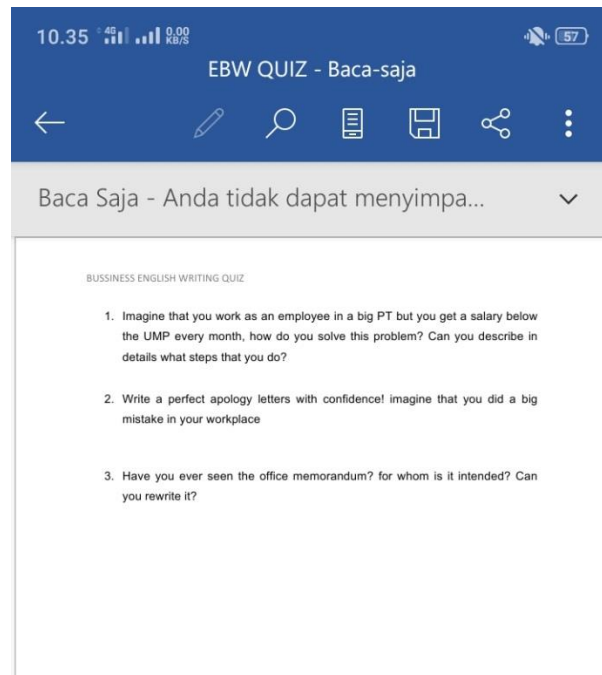 10.35 4G 0.00 KB/S 57
EBW QUIZ - Baca-saja
Baca Saja - Anda tidak dapat menyimpa...
BUSSINESS ENGLISH WRITING QUIZ
1. Imagine that you work as an employee in a big PT but you get a salary below
the UMP every month, how do you solve this problem? Can you describe in
details what steps that you do?
2. Write a perfect apology letters with confidence! imagine that you did a big
mistake in your workplace
3. Have you ever seen the office memorandum? for whom is it intended? Can
you rewrite it?